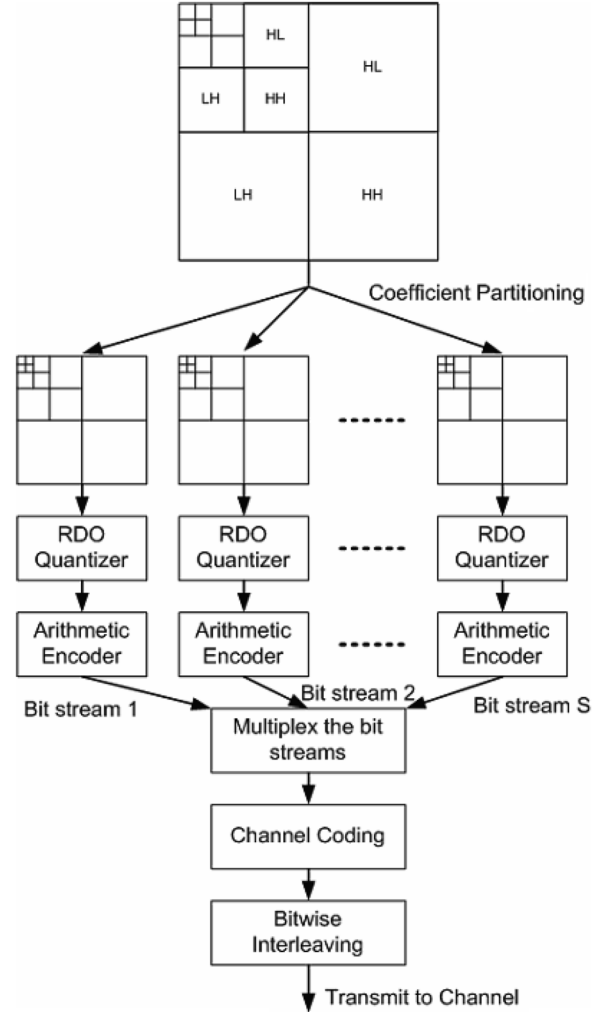 HL
HL
LH
HH
LH
HH
Coefficient Partitioning
RDO
Quantizer
RDO
Quantizer
RDO
Quantizer
Arithmetic
Encoder
Arithmetic
Encoder
Arithmetic
Encoder
Bit stream 1
Bit stream 2
Bit stream S
Multiplex the bit
streams
Channel Coding
Bitwise
Interleaving
Transmit to Channel